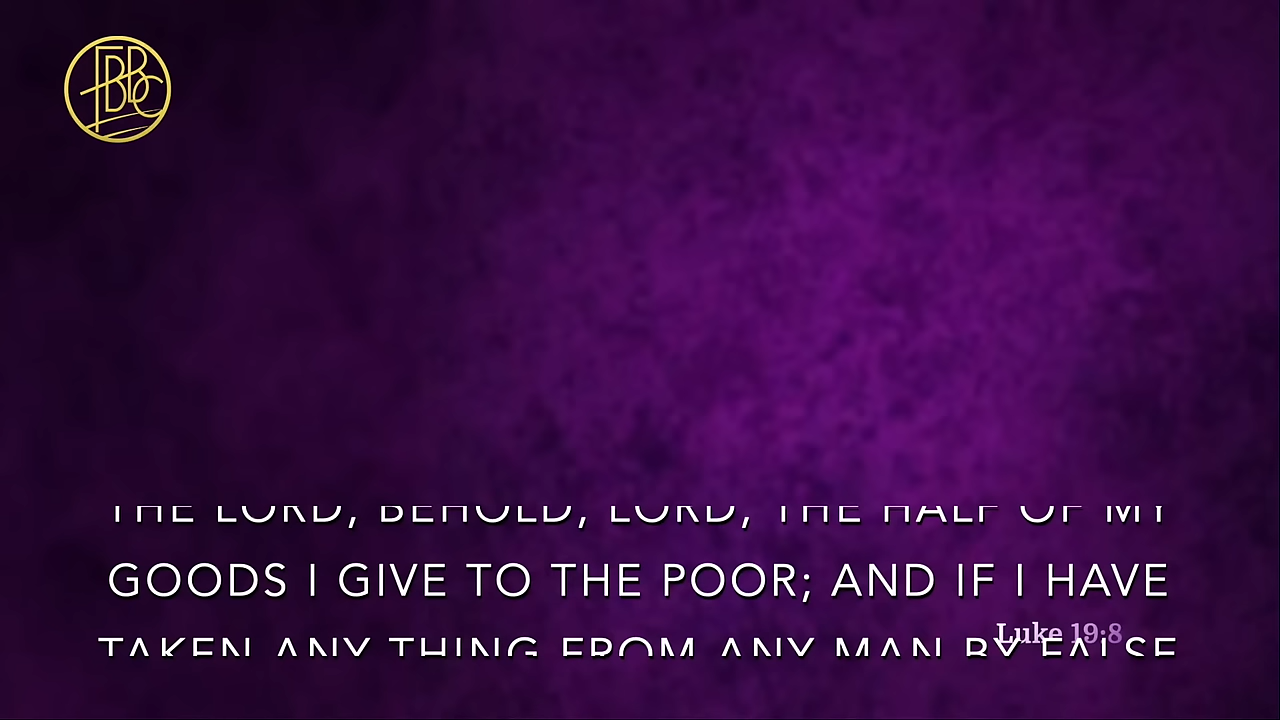 FBBC
THE LORD, BEHOLD, LORD, THE HALF OF MY
GOODS I GIVE TO THE POOR; AND IF I HAVE
TAKEN ANY THING FROM ANY MAN BY FALSE
Luke 19:8